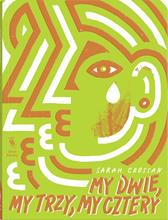 SARAH CROSSAN
MY DWIE,
MY TRZY, MY CZTERY